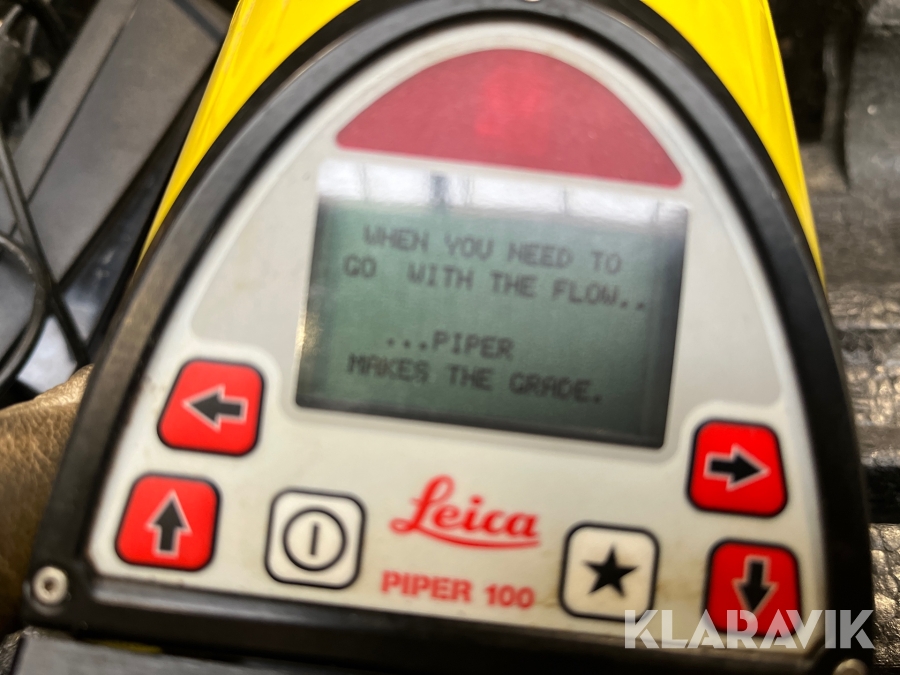 WHEN YOU NEED TO
GO WITH THE FLOW..
...PIPER
MAKES THE GRADE.
Leica
PIPER 100
KLARAVIK